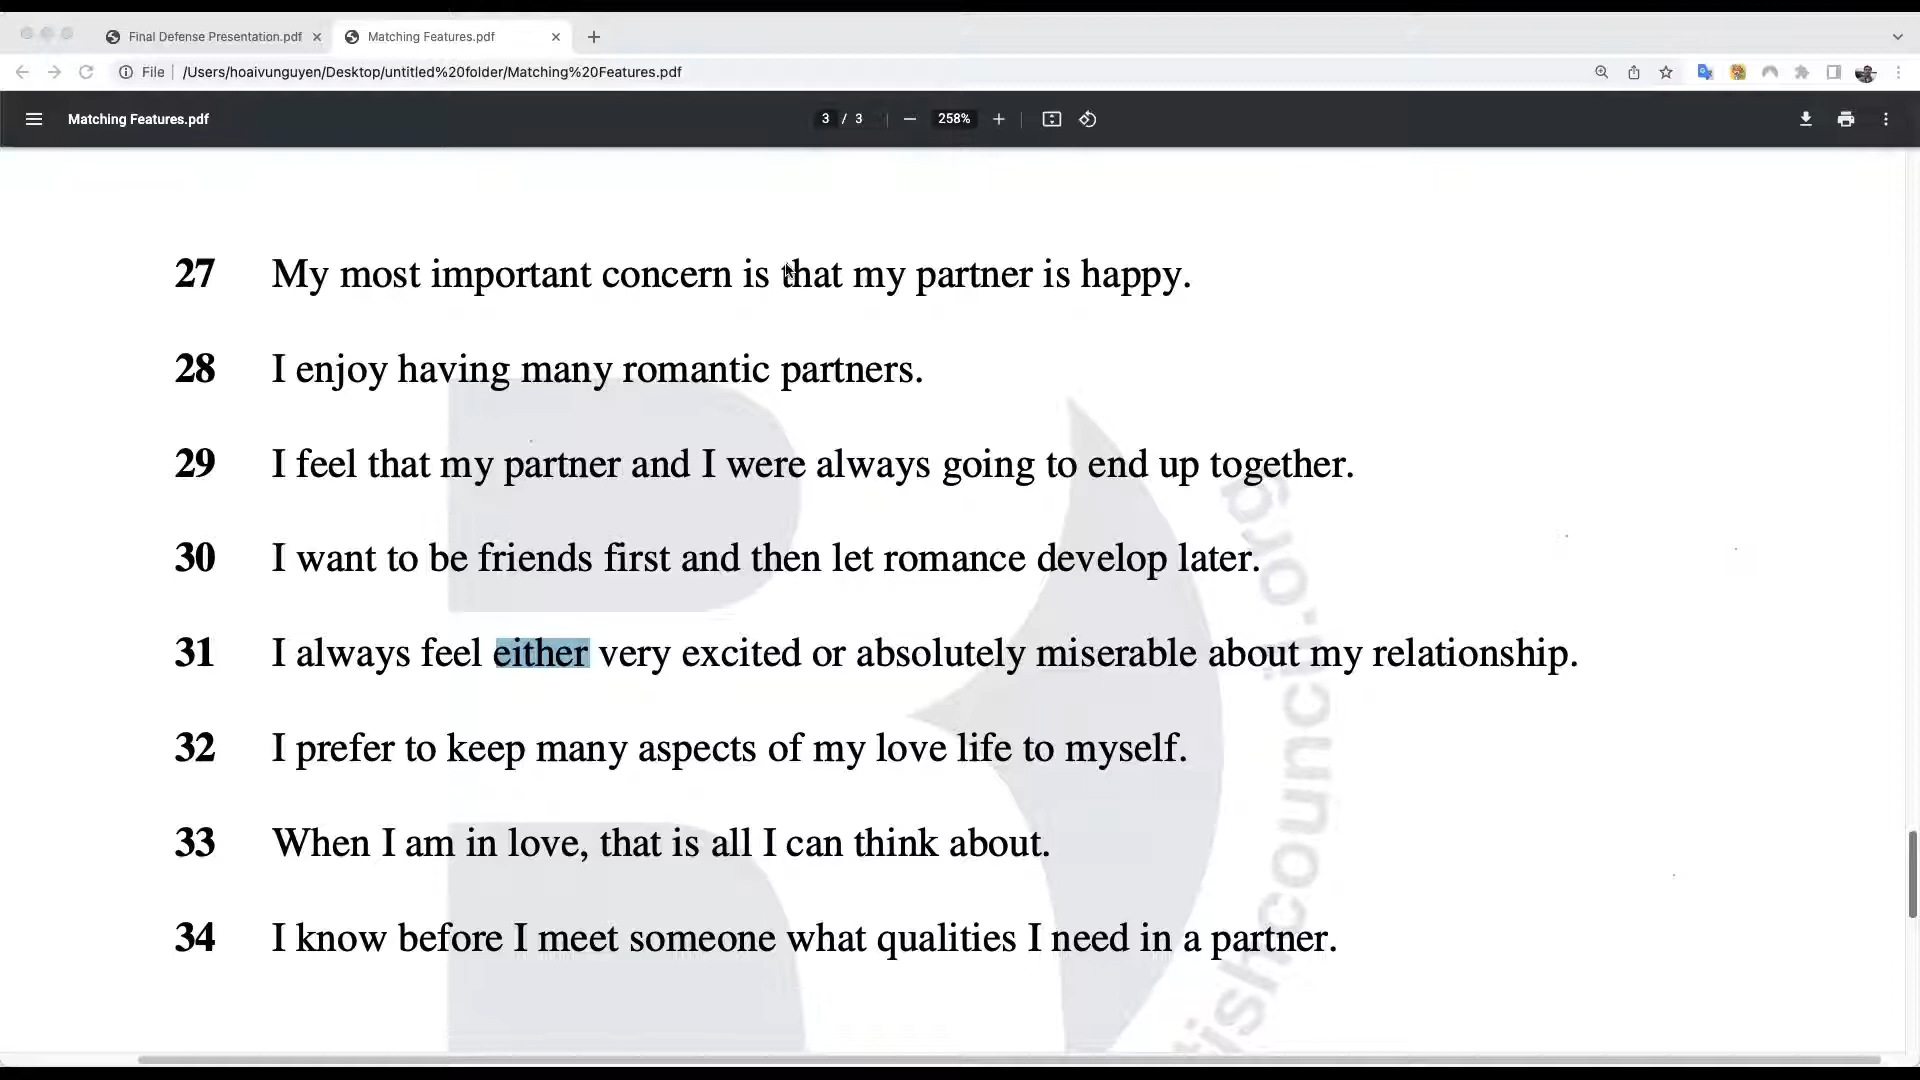 Final Defense Presentation.pdf
Matching Features.pdf
File
/Users/hoaivunguyen/Desktop/untitled%20folder/Matching%20Features.pdf
Matching Features.pdf
3 / 3
258%
27 My most important concern is that my partner is happy.
28 I enjoy having many romantic partners.
29 I feel that my partner and I were always going to end up together.
30 I want to be friends first and then let romance develop later.
31 I always feel either very excited or absolutely miserable about my relationship.
32 I prefer to keep many aspects of my love life to myself.
33 When I am in love, that is all I can think about.
34 I know before I meet someone what qualities I need in a partner.
tishcouncil.org